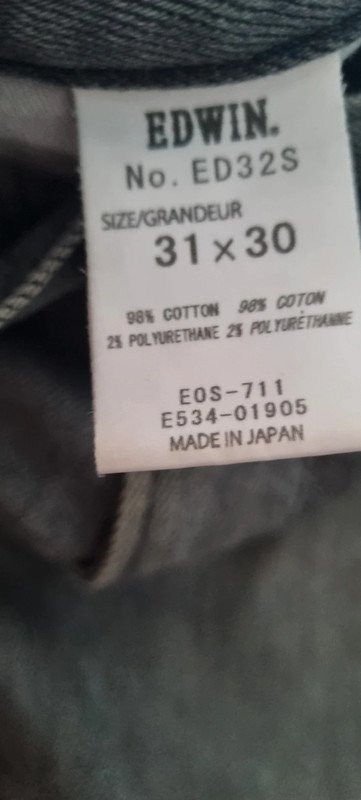 EDWIN.
No. ED32S
SIZE/GRANDEUR
31 x 30
98% COTTON 98% COTON
2% POLYURETHANE 2% POLYURÉTHANNE
EOS-711
E534-01905
MADE IN JAPAN